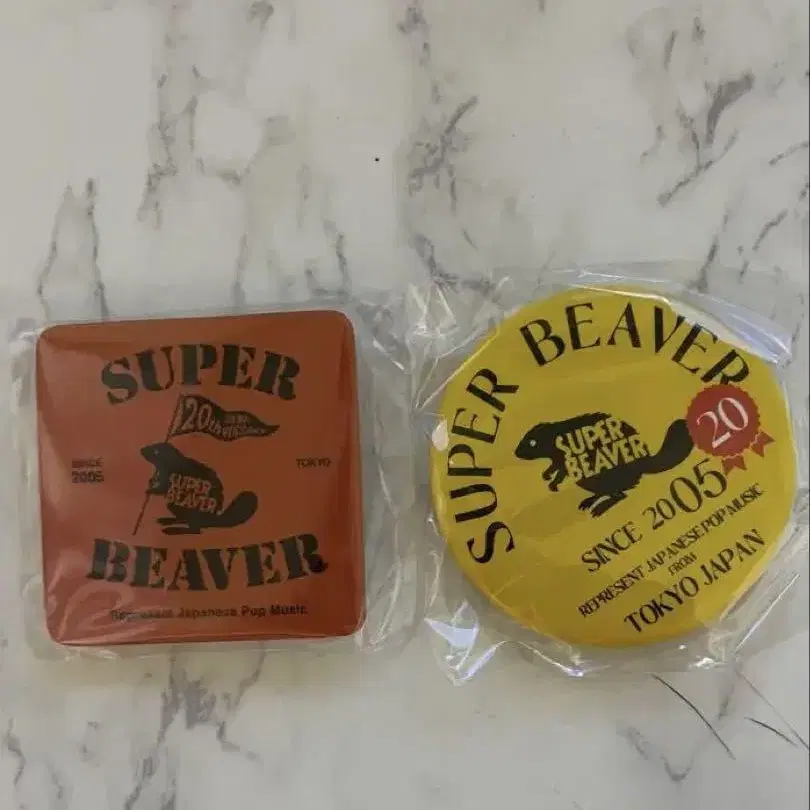 SUPER
20th
SINCE
2005
TOKYO
SUPER
BEAVER
BEAVER
Represent Japanese Pop Music
SUPER BEAVER
20
SUPER
BEAVER
SINCE 2005
REPRESENT JAPANESE POP MUSIC
FROM
TOKYO JAPAN